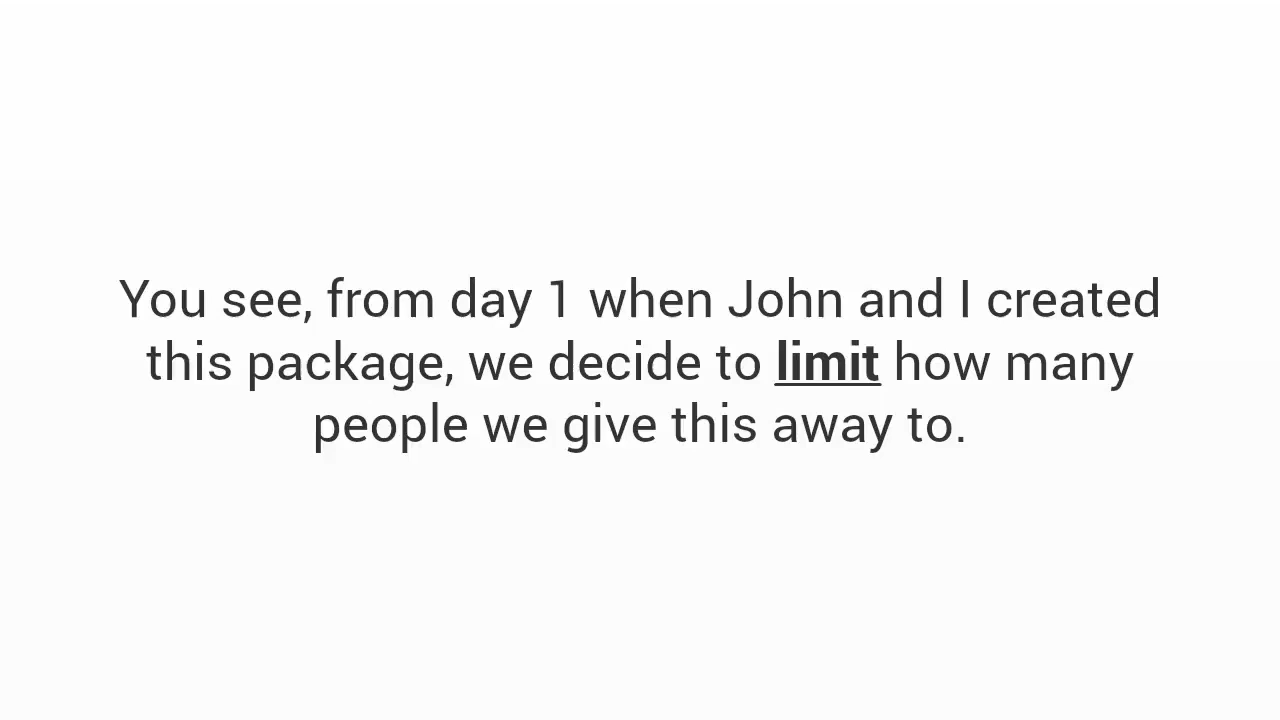 You see, from day 1 when John and I created
this package, we decide to limit how many
people we give this away to.